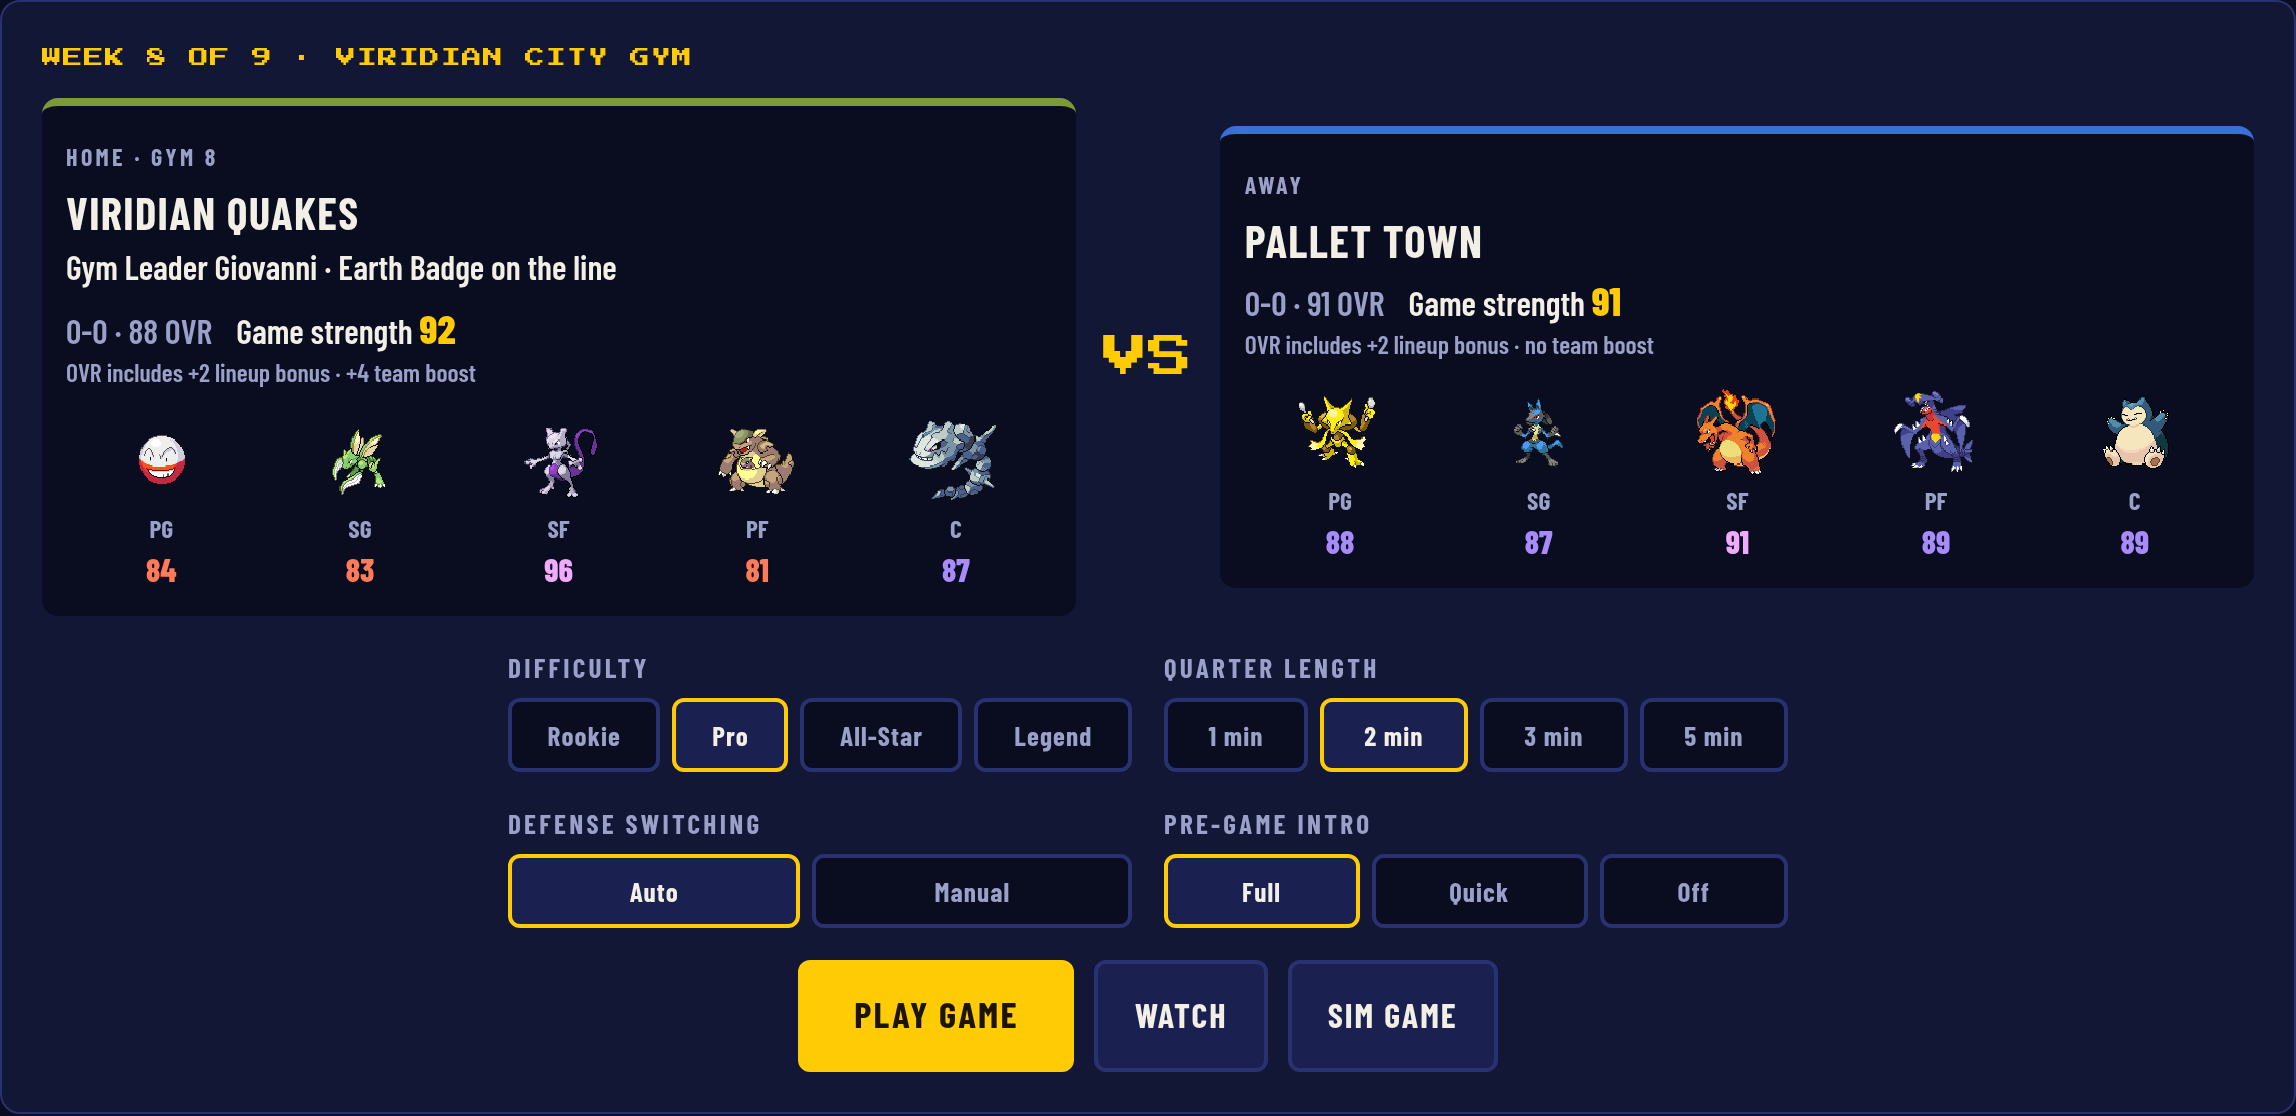 WEEK 8 OF 9 · VIRIDIAN CITY GYM
HOME · GYM 8
VIRIDIAN QUAKES
Gym Leader Giovanni · Earth Badge on the line
0-0 · 88 OVR Game strength 92
OVR includes +2 lineup bonus · +4 team boost
PG SG SF PF C
84 83 96 81 87
VS
AWAY
PALLET TOWN
0-0 · 91 OVR Game strength 91
OVR includes +2 lineup bonus · no team boost
PG SG SF PF C
88 87 91 89 89
DIFFICULTY
Rookie Pro All-Star Legend
QUARTER LENGTH
1 min 2 min 3 min 5 min
DEFENSE SWITCHING
Auto Manual
PRE-GAME INTRO
Full Quick Off
PLAY GAME WATCH SIM GAME